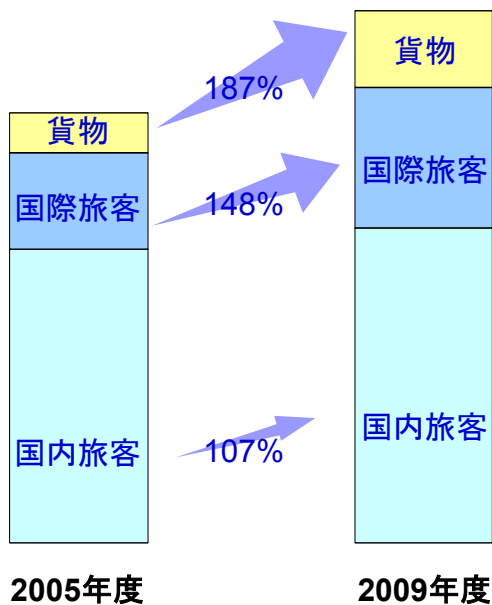 貨物
187%
貨物
国際旅客
148%
国際旅客
国内旅客
107%
国内旅客
2005年度
2009年度